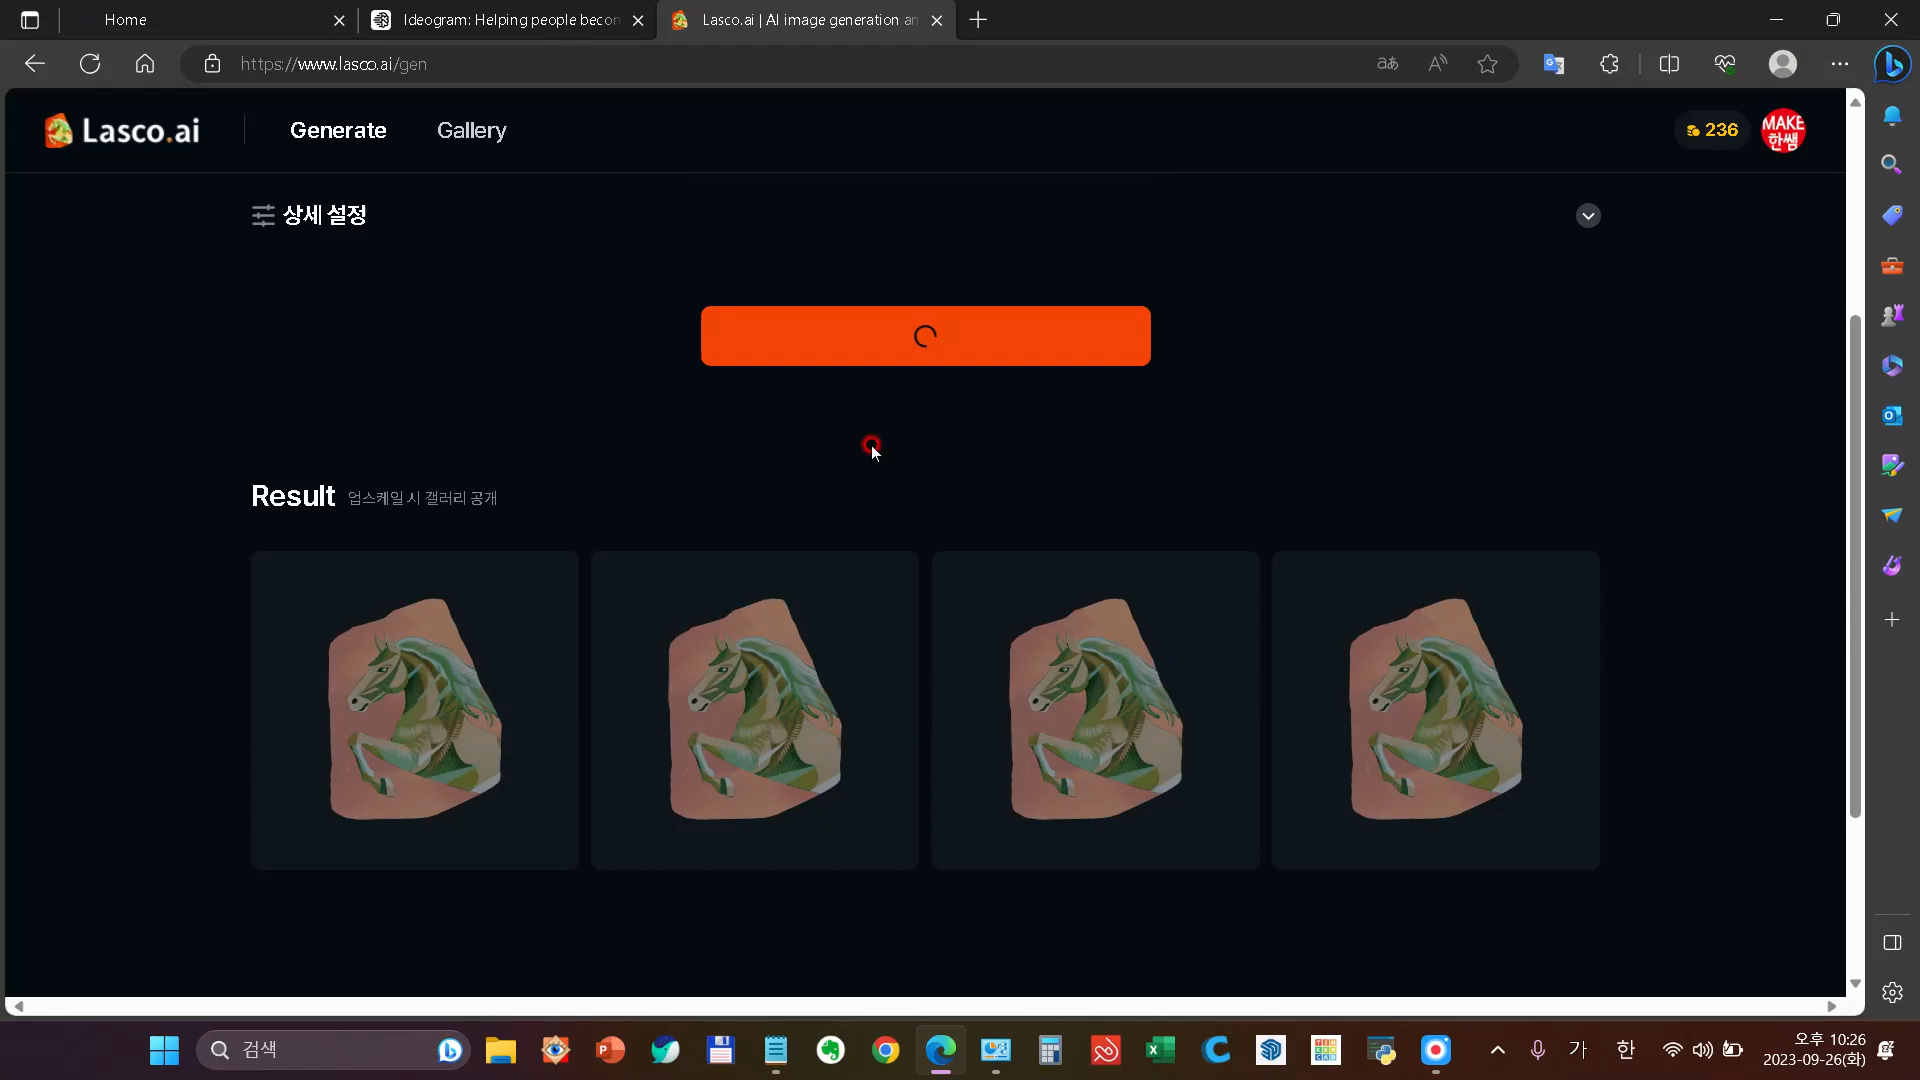 Home
Ideogram: Helping people becon
Lasco.ai | AI image generation an
https://www.lasco.ai/gen
Lasco.ai
Generate
Gallery
236
MAKE
한쌤
상세 설정
Result 업스케일 시 갤러리 공개
검색
가
한
오후 10:26
2023-09-26(화)